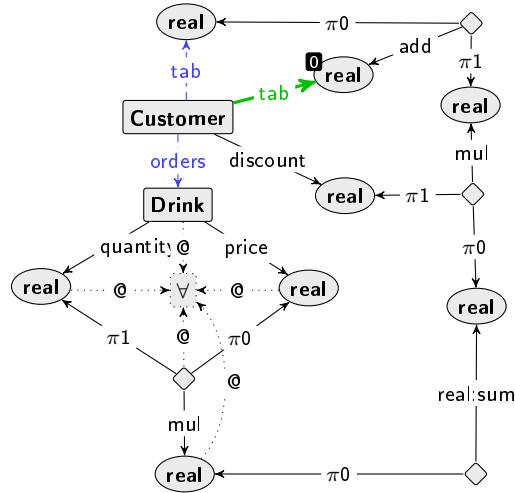 real
π0
add
0
real
π1
tab
tab
real
Customer
mul
orders
discount
Drink
real
π1
quantity
@
price
π0
real
@
∀
@
real
real
π1
@
π0
@
real:sum
mul
real
π0